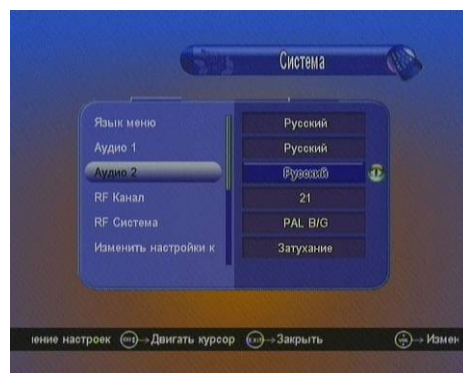 Система
Язык меню Русский
Аудио 1 Русский
Аудио 2 Русский
RF Канал 21
RF Система PAL B/G
Изменить настройки к Затухание
ение настроек →Двигать курсор EXIT→Закрыть →Измен